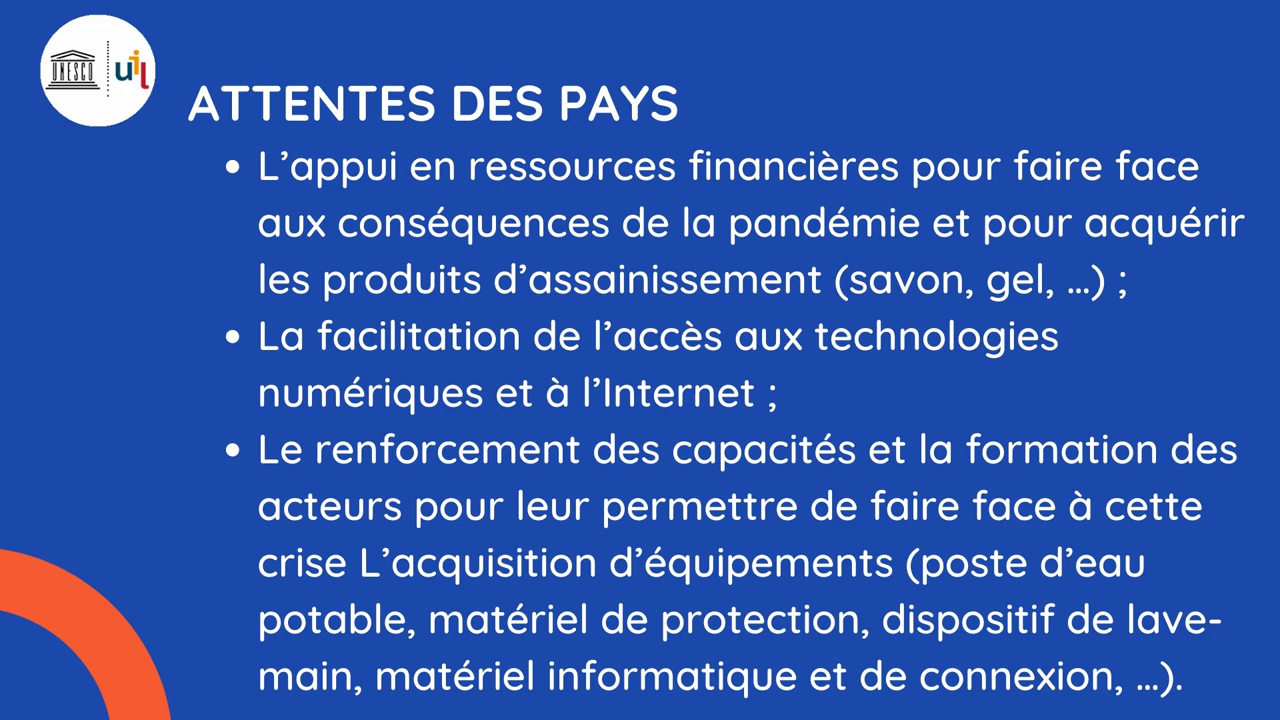 UNESCO
uil
ATTENTES DES PAYS
• L’appui en ressources financières pour faire face
aux conséquences de la pandémie et pour acquérir
les produits d’assainissement (savon, gel, ...) ;
• La facilitation de l’accès aux technologies
numériques et à l’Internet ;
• Le renforcement des capacités et la formation des
acteurs pour leur permettre de faire face à cette
crise L’acquisition d’équipements (poste d’eau
potable, matériel de protection, dispositif de lave-
main, matériel informatique et de connexion, ...).